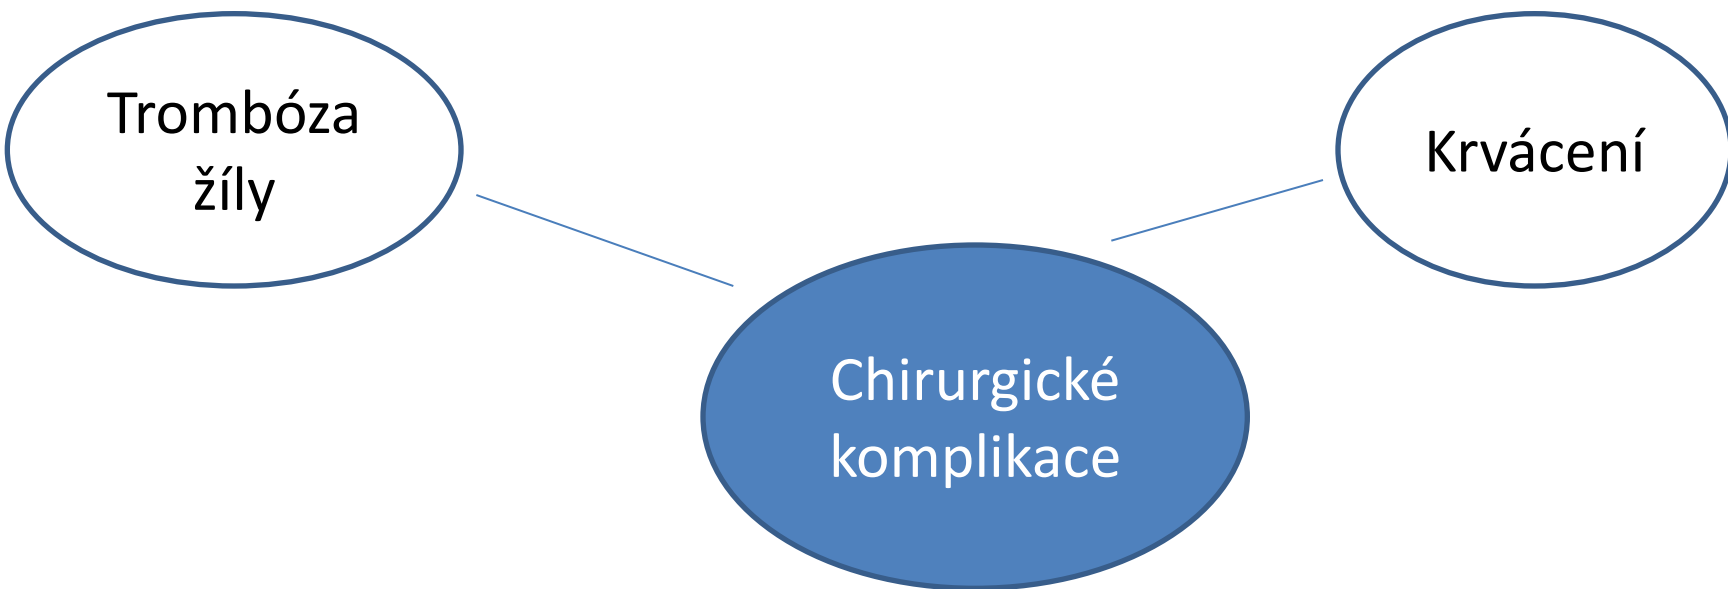 Trombóza
žíly
Krvácení
Chirurgické
komplikace